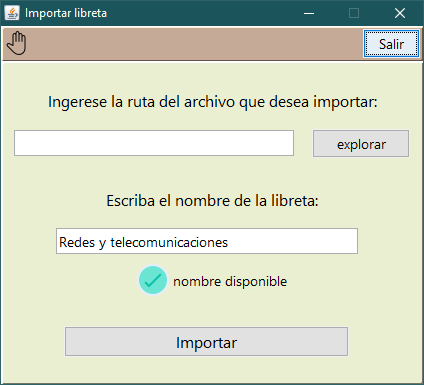 Importar libreta
Salir
Ingerese la ruta del archivo que desea importar:
explorar
Escriba el nombre de la libreta:
Redes y telecomunicaciones
nombre disponible
Importar